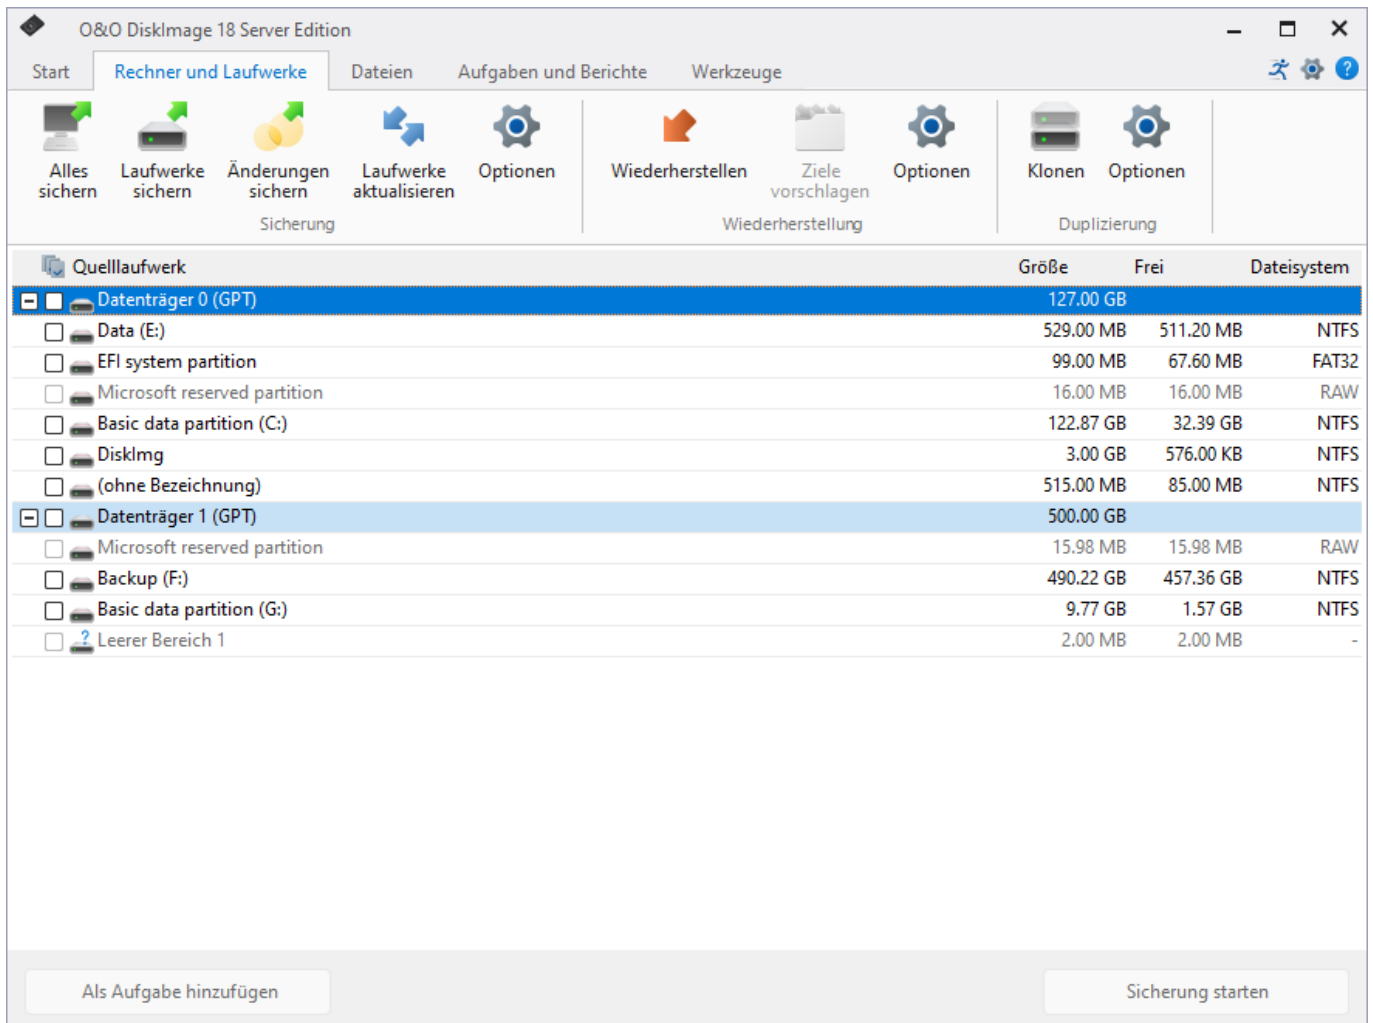 O&O DiskImage 18 Server Edition
Start Rechner und Laufwerke Dateien Aufgaben und Berichte Werkzeuge
Alles sichern Laufwerke sichern Änderungen sichern Laufwerke aktualisieren Optionen Wiederherstellen Ziele vorschlagen Optionen Klonen Optionen
Sicherung Wiederherstellung Duplizierung
Quelllaufwerk Größe Frei Dateisystem
Datenträger 0 (GPT) 127.00 GB
Data (E:) 529.00 MB 511.20 MB NTFS
EFI system partition 99.00 MB 67.60 MB FAT32
Microsoft reserved partition 16.00 MB 16.00 MB RAW
Basic data partition (C:) 122.87 GB 32.39 GB NTFS
DiskImg 3.00 GB 576.00 KB NTFS
(ohne Bezeichnung) 515.00 MB 85.00 MB NTFS
Datenträger 1 (GPT) 500.00 GB
Microsoft reserved partition 15.98 MB 15.98 MB RAW
Backup (F:) 490.22 GB 457.36 GB NTFS
Basic data partition (G:) 9.77 GB 1.57 GB NTFS
Leerer Bereich 1 2.00 MB 2.00 MB -
Als Aufgabe hinzufügen Sicherung starten